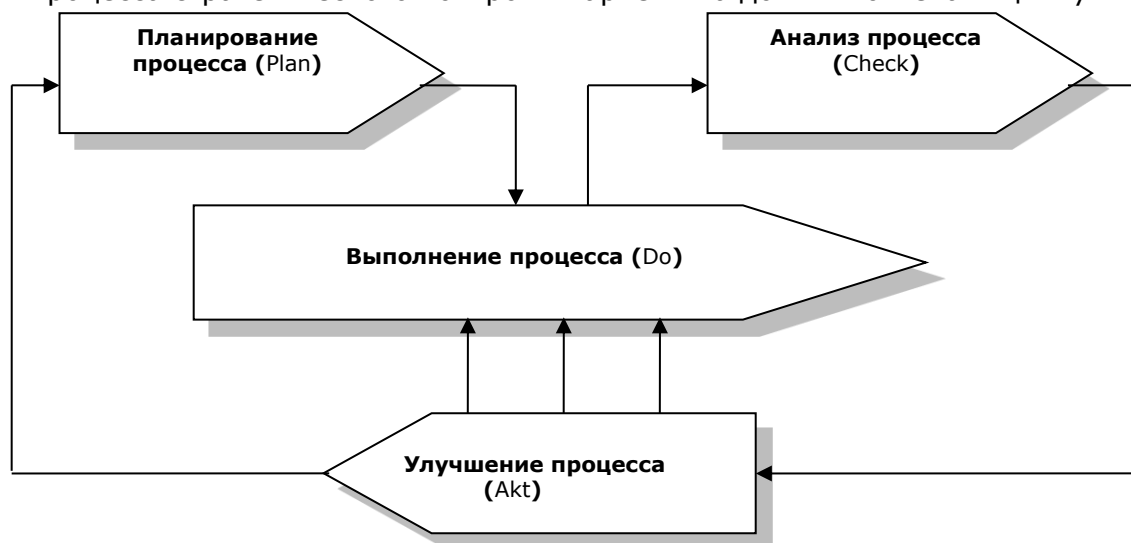 Планирование
процесса (Plan)
Анализ процесса
(Check)
Выполнение процесса (Do)
Улучшение процесса
(Akt)